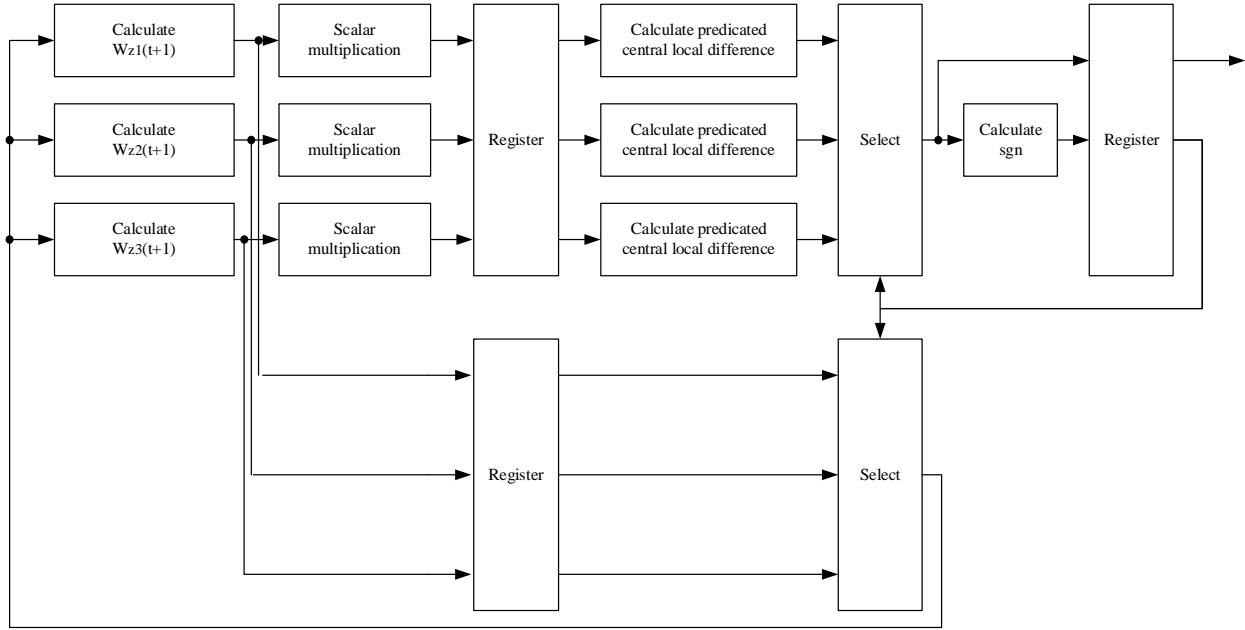 Calculate
Wz1(t+1)
Scalar
multiplication
Calculate predicated
central local difference
Calculate
Wz2(t+1)
Scalar
multiplication
Register
Calculate predicated
central local difference
Select
Calculate
sgn
Register
Calculate
Wz3(t+1)
Scalar
multiplication
Calculate predicated
central local difference
Register
Select